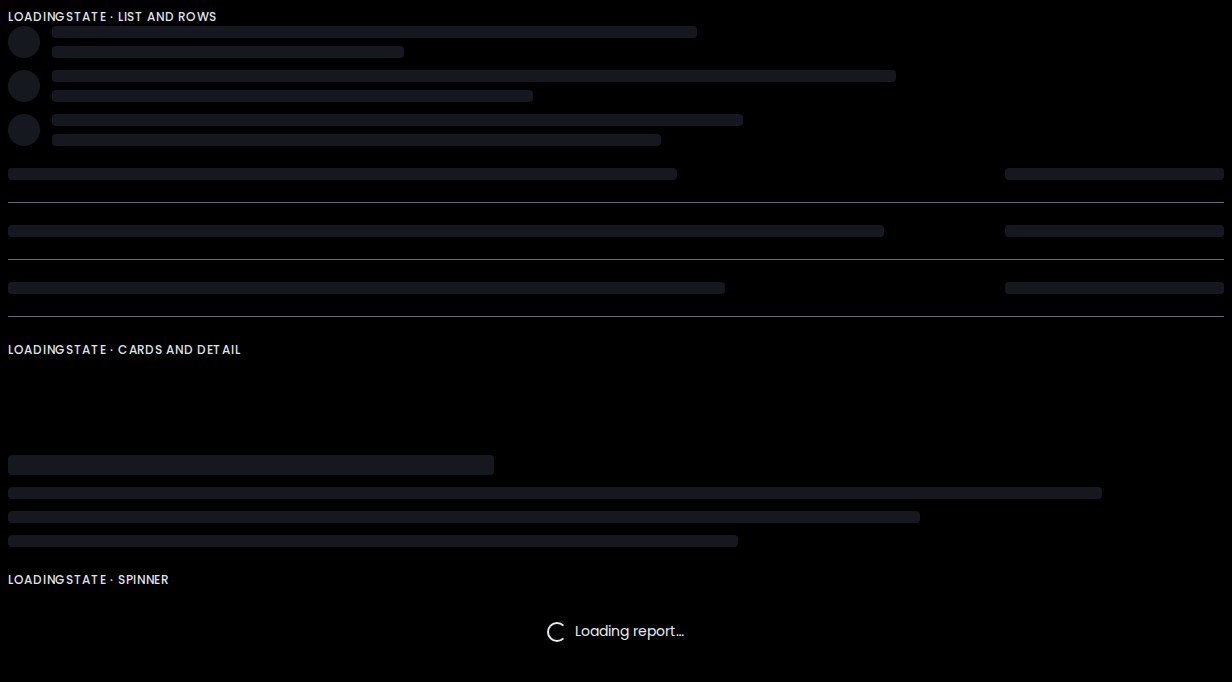 LOADINGSTATE · LIST AND ROWS
LOADINGSTATE · CARDS AND DETAIL
LOADINGSTATE · SPINNER
Loading report…